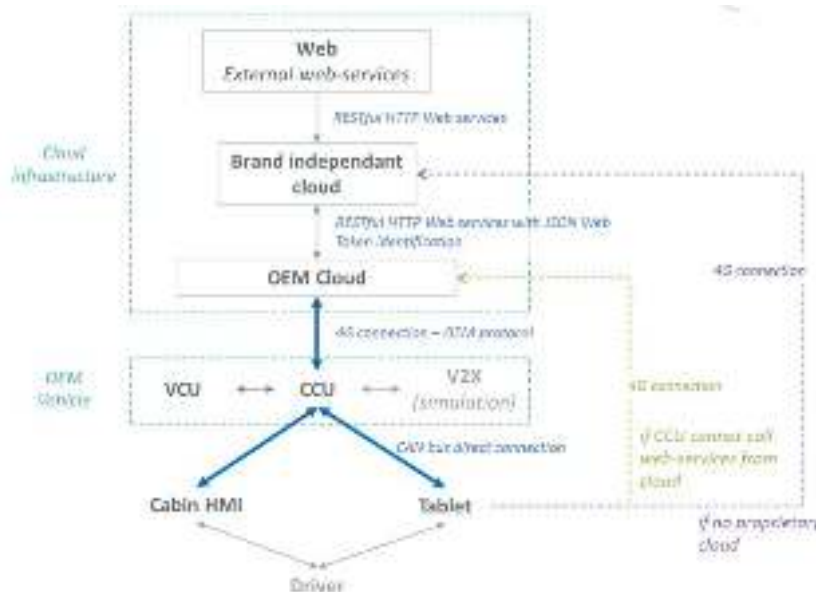 Web
External web-services
RESTful HTTP Web services
Cloud
infrastructure
Brand independant
cloud
RESTful HTTP Web services with JSON Web
Token identification
4G connection
OEM Cloud
4G connection – protocol
OEM
Vehicle
VCU
CCU
V2X
(simulation)
4G connection
if CCU cannot call
web-services from
cloud
CAN bus direct connection
Cabin HMI
Tablet
if no proprietary
cloud
Driver